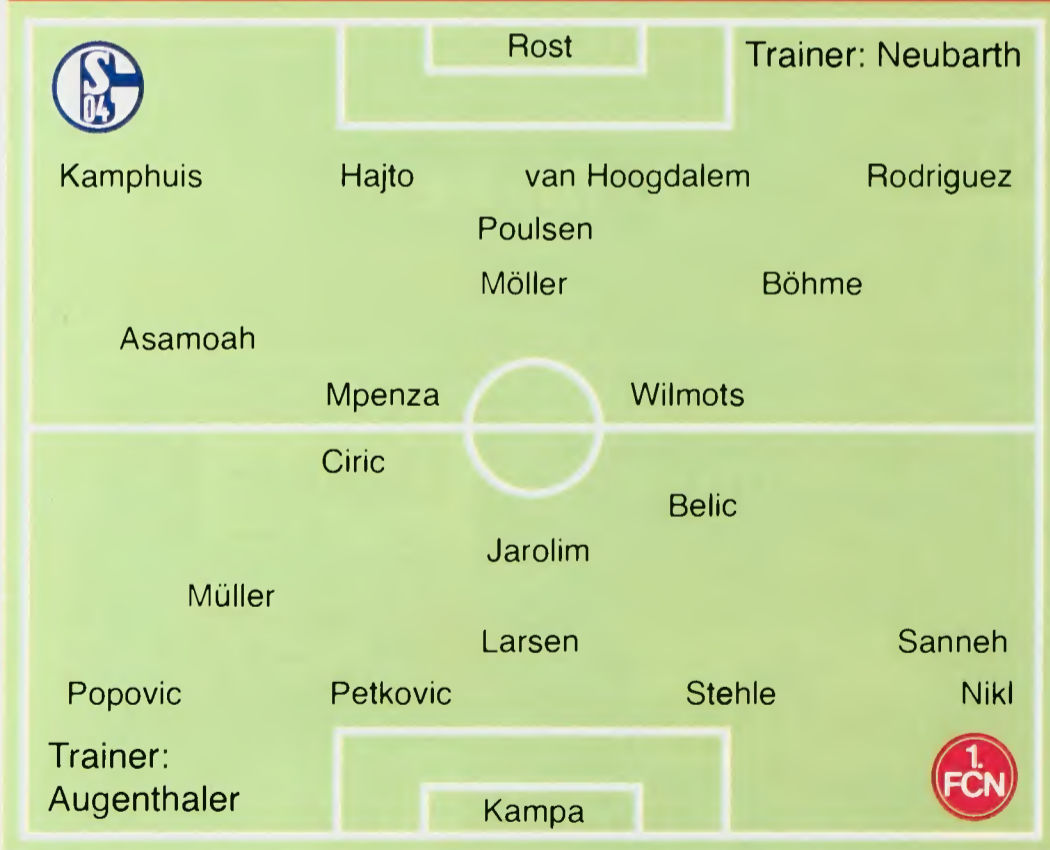 Rost
Trainer: Neubarth
S
04
Kamphuis Hajto van Hoogdalem Rodriguez
Poulsen
Möller Böhme
Asamoah
Mpenza Wilmots
Ciric
Belic
Jarolim
Müller
Larsen Sanneh
Popovic Petkovic Stehle Nikl
Trainer:
Augenthaler
1.
FCN
Kampa